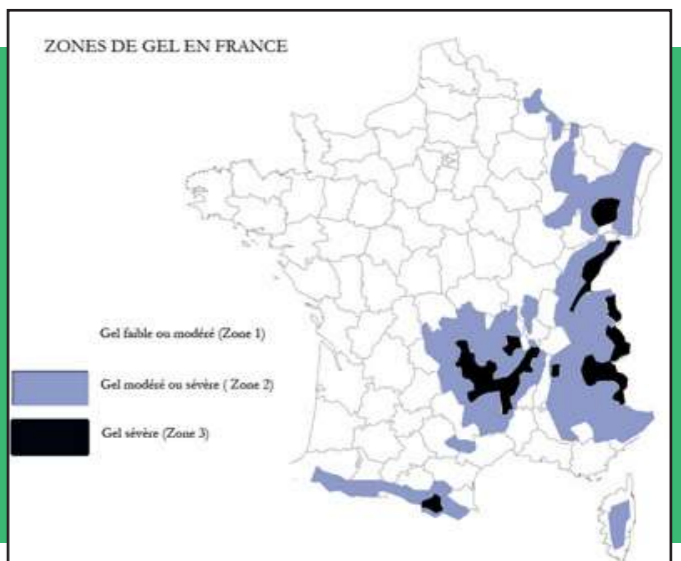 ZONES DE GEL EN FRANCE
Gel faible ou modéré (Zone 1)
Gel modéré ou sévère ( Zone 2)
Gel sévère (Zone 3)